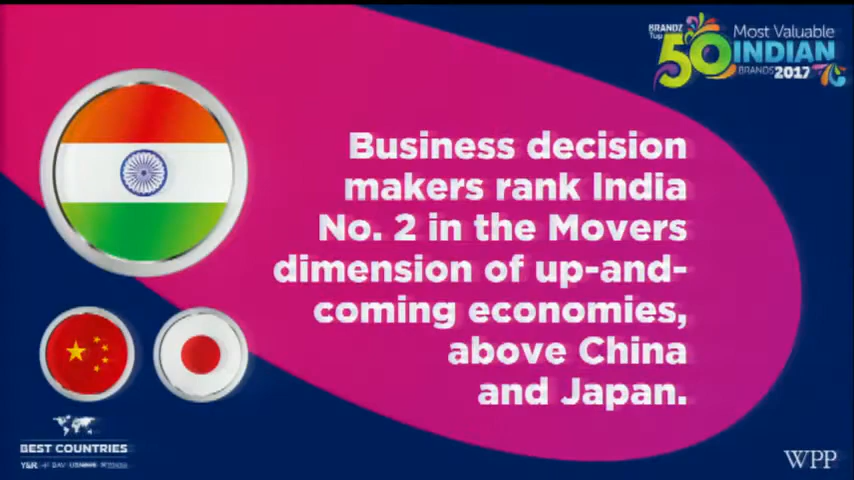 BRANDZ
Top
50
Most Valuable
INDIAN
BRANDS 2017
Business decision
makers rank India
No. 2 in the Movers
dimension of up-and-
coming economies,
above China
and Japan.
BEST COUNTRIES
WPP